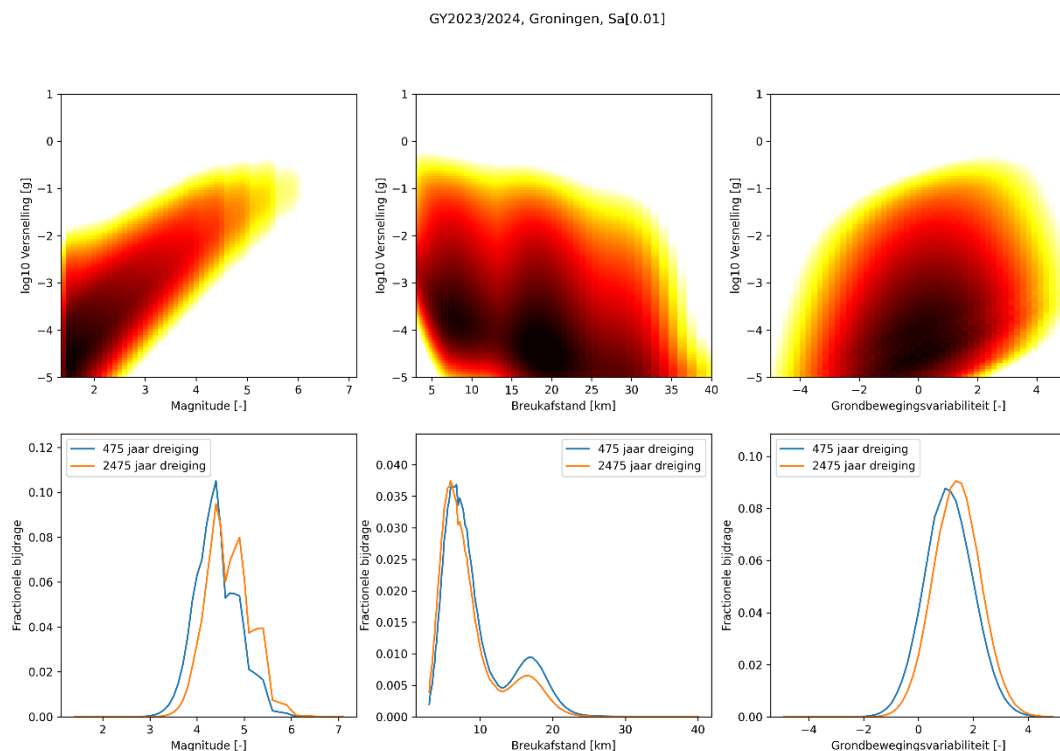 GY2023/2024, Groningen, Sa[0.01]
log10 Versnelling [g]
1
0
−1
−2
−3
−4
−5
2 3 4 5 6 7
Magnitude [-]
log10 Versnelling [g]
1
0
−1
−2
−3
−4
−5
5 10 15 20 25 30 35 40
Breukafstand [km]
log10 Versnelling [g]
1
0
−1
−2
−3
−4
−5
−4 −2 0 2 4
Grondbewegingsvariabiliteit [-]
Fractionele bijdrage
0.12
0.10
0.08
0.06
0.04
0.02
0.00
475 jaar dreiging
2475 jaar dreiging
2 3 4 5 6 7
Magnitude [-]
Fractionele bijdrage
0.040
0.035
0.030
0.025
0.020
0.015
0.010
0.005
0.000
475 jaar dreiging
2475 jaar dreiging
10 20 30 40
Breukafstand [km]
Fractionele bijdrage
0.10
0.08
0.06
0.04
0.02
0.00
475 jaar dreiging
2475 jaar dreiging
−4 −2 0 2 4
Grondbewegingsvariabiliteit [-]